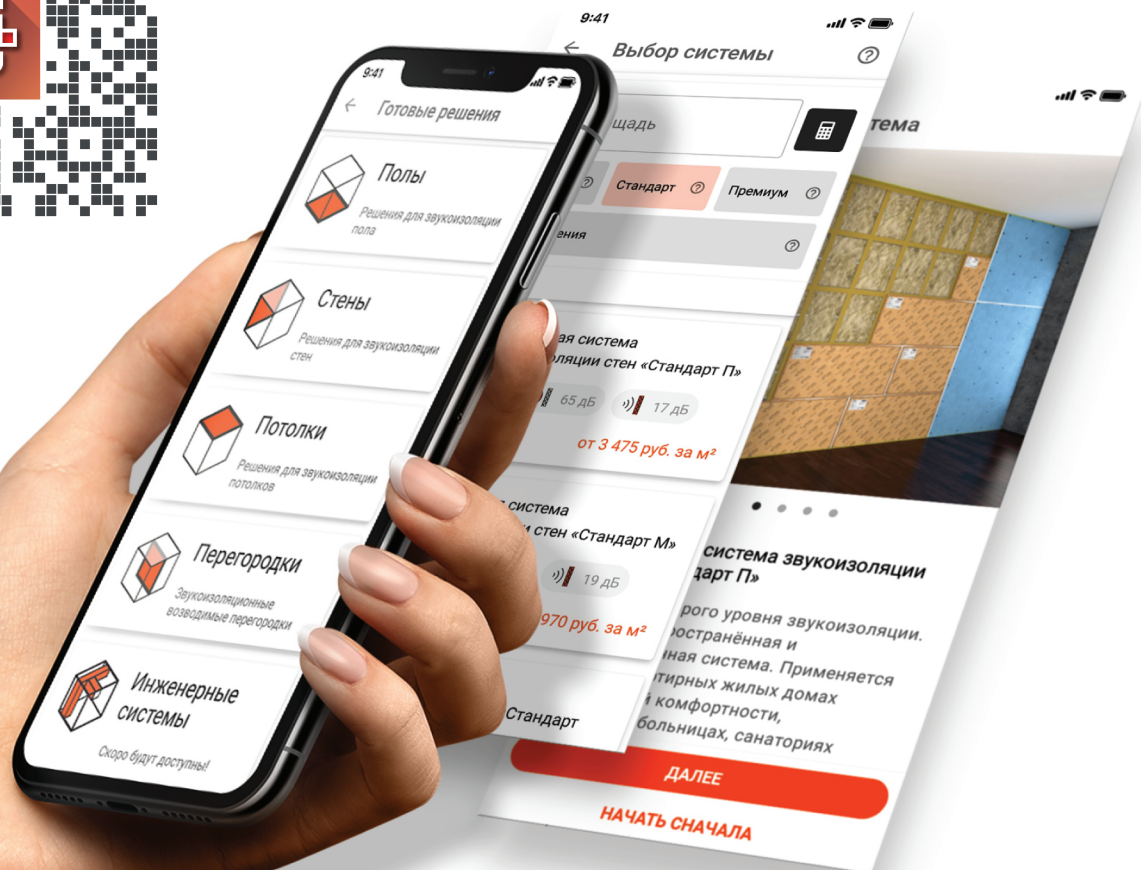 9:41
Готовые решения
Полы
Решения для звукоизоляции
пола
Стены
Решения для звукоизоляции
стен
Потолки
Решения для звукоизоляции
потолков
Перегородки
Звукоизоляционные
возводимые перегородки
Инженерные
системы
Скоро будут доступны!
9:41
Выбор системы
щадь
Стандарт
Премиум
ения
ая система
оляции стен «Стандарт П»
65 дБ
17 дБ
от 3 475 руб. за м²
система
и стен «Стандарт М»
19 дБ
970 руб. за м²
Стандарт
тема
система звукоизоляции
дарт П»
рого уровня звукоизоляции.
остранённая и
нная система. Применяется
тирных жилых домах
й комфортности,
больницах, санаториях
ДАЛЕЕ
НАЧАТЬ СНАЧАЛА